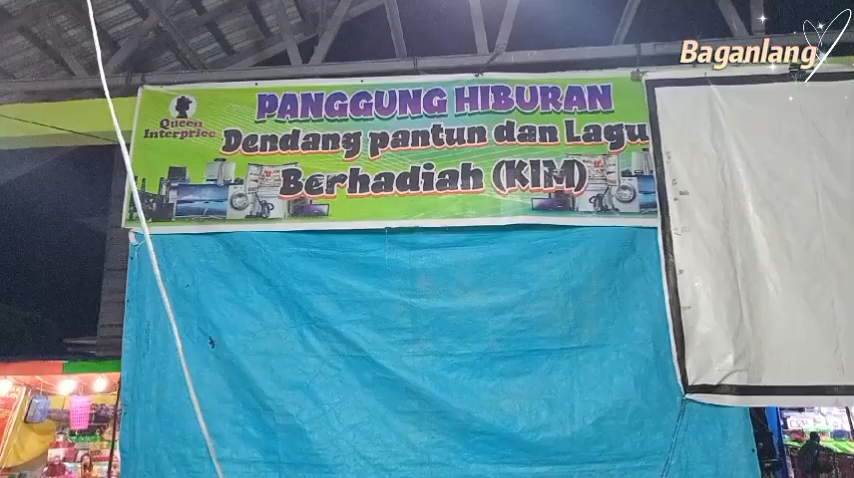 Baganlang
PANGGUNG HIBURAN
Queen
Interprice
Dendang pantun dan Lagu
Berhadiah (KIM)